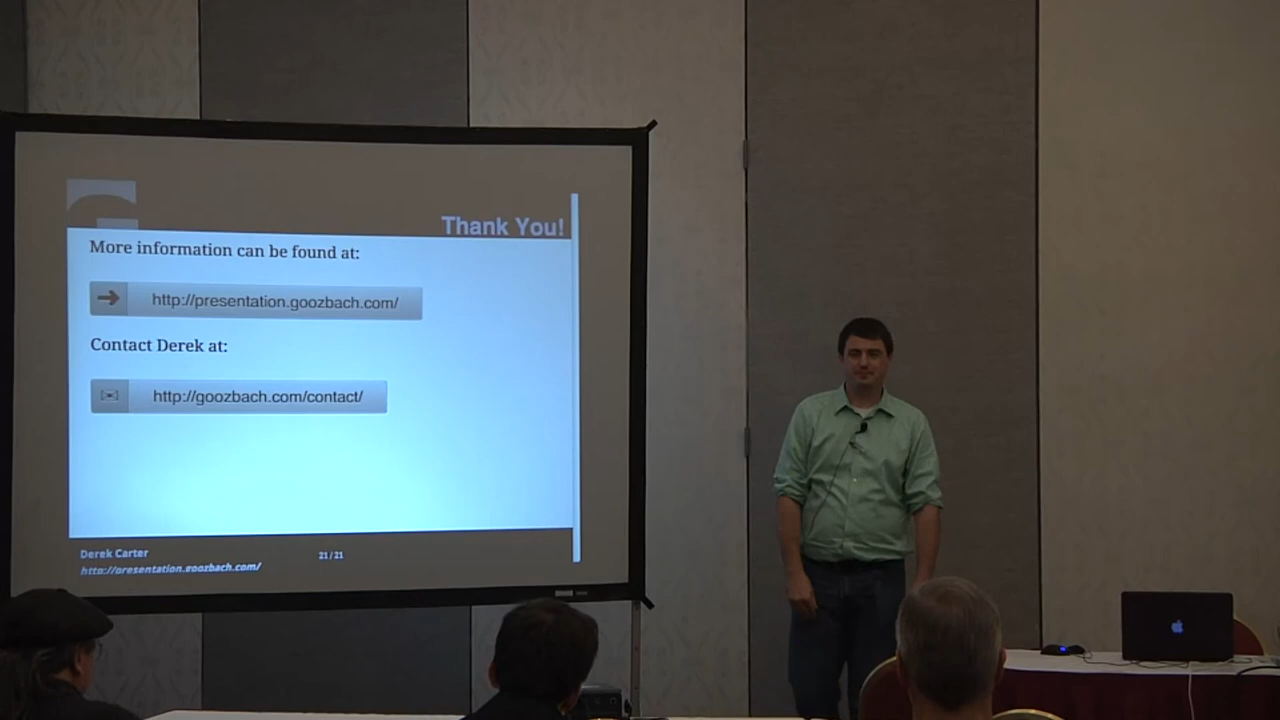 Thank You!
More information can be found at:
http://presentation.goozbach.com/
Contact Derek at:
http://goozbach.com/contact/
Derek Carter
21/21
http://presentation.goozbach.com/